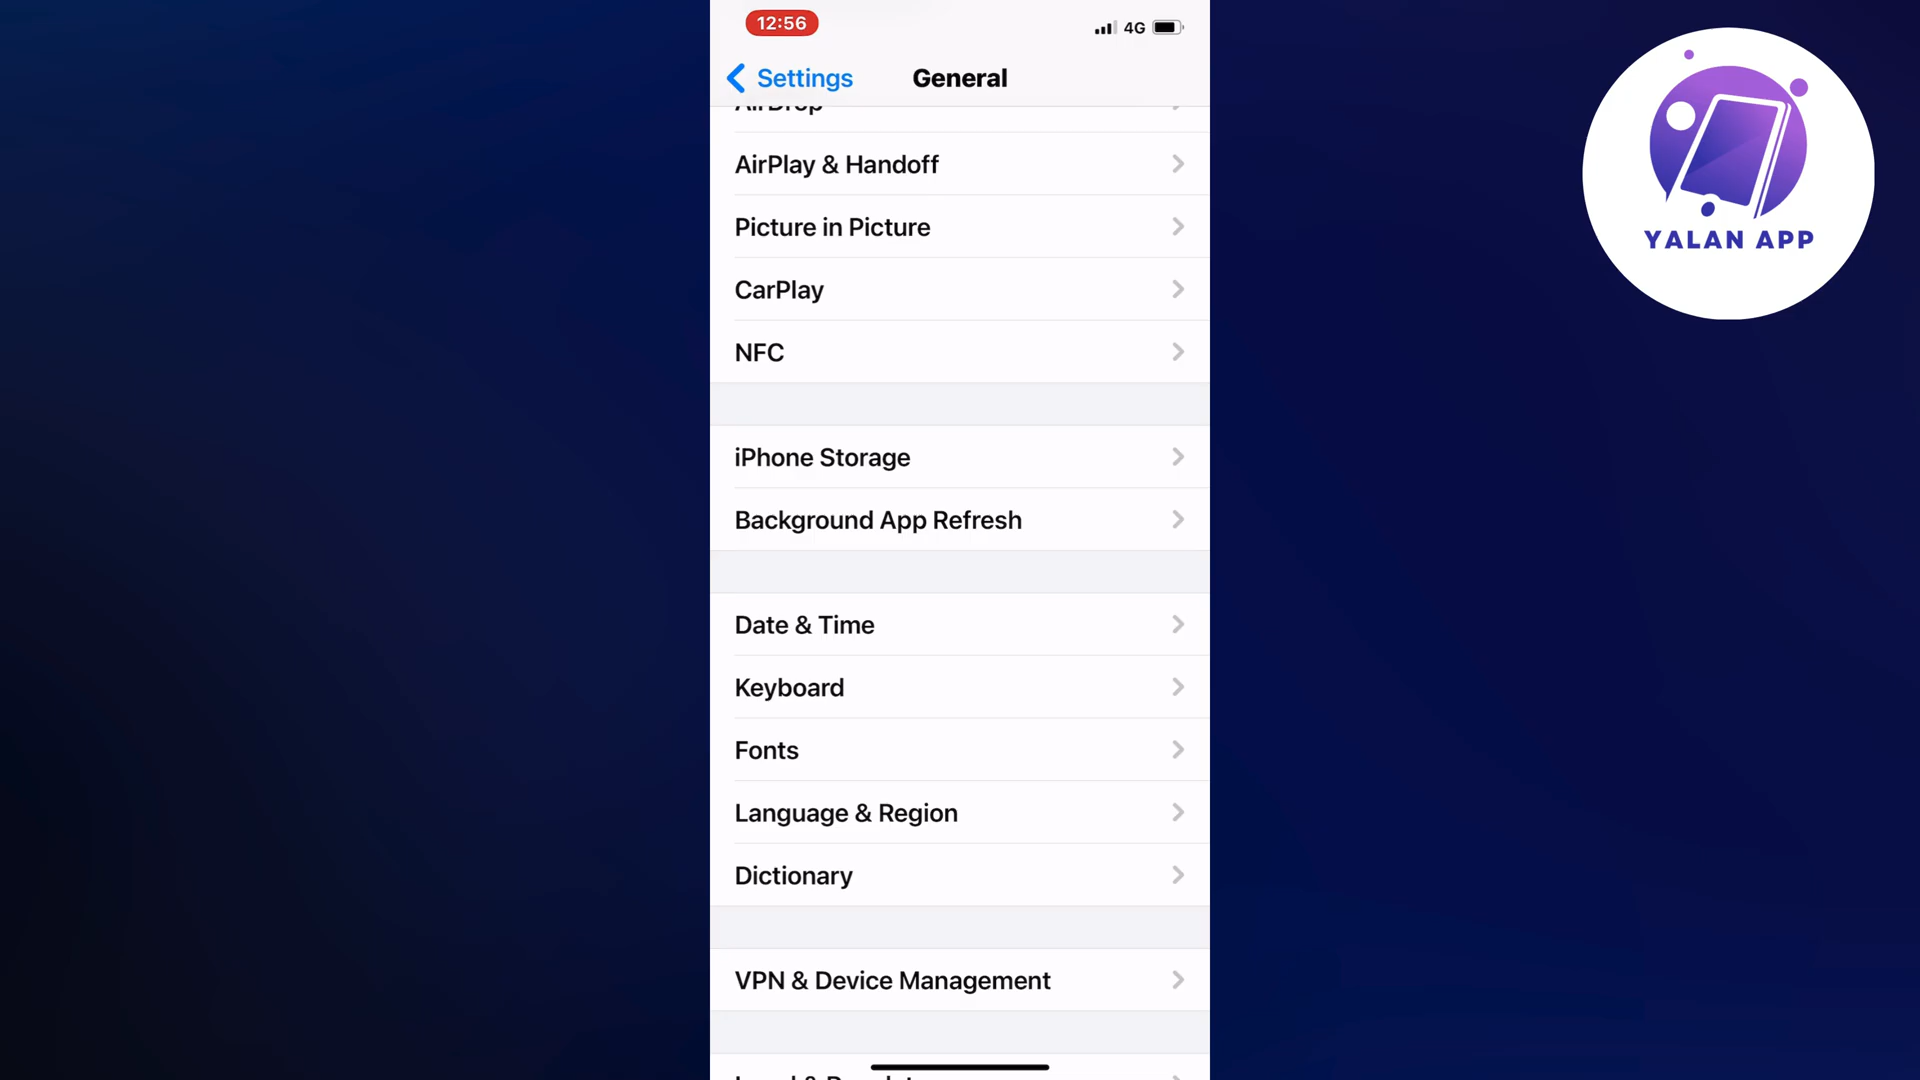 12:56
4G
Settings
General
AirDrop
AirPlay & Handoff
Picture in Picture
CarPlay
NFC
iPhone Storage
Background App Refresh
Date & Time
Keyboard
Fonts
Language & Region
Dictionary
VPN & Device Management
YALAN APP